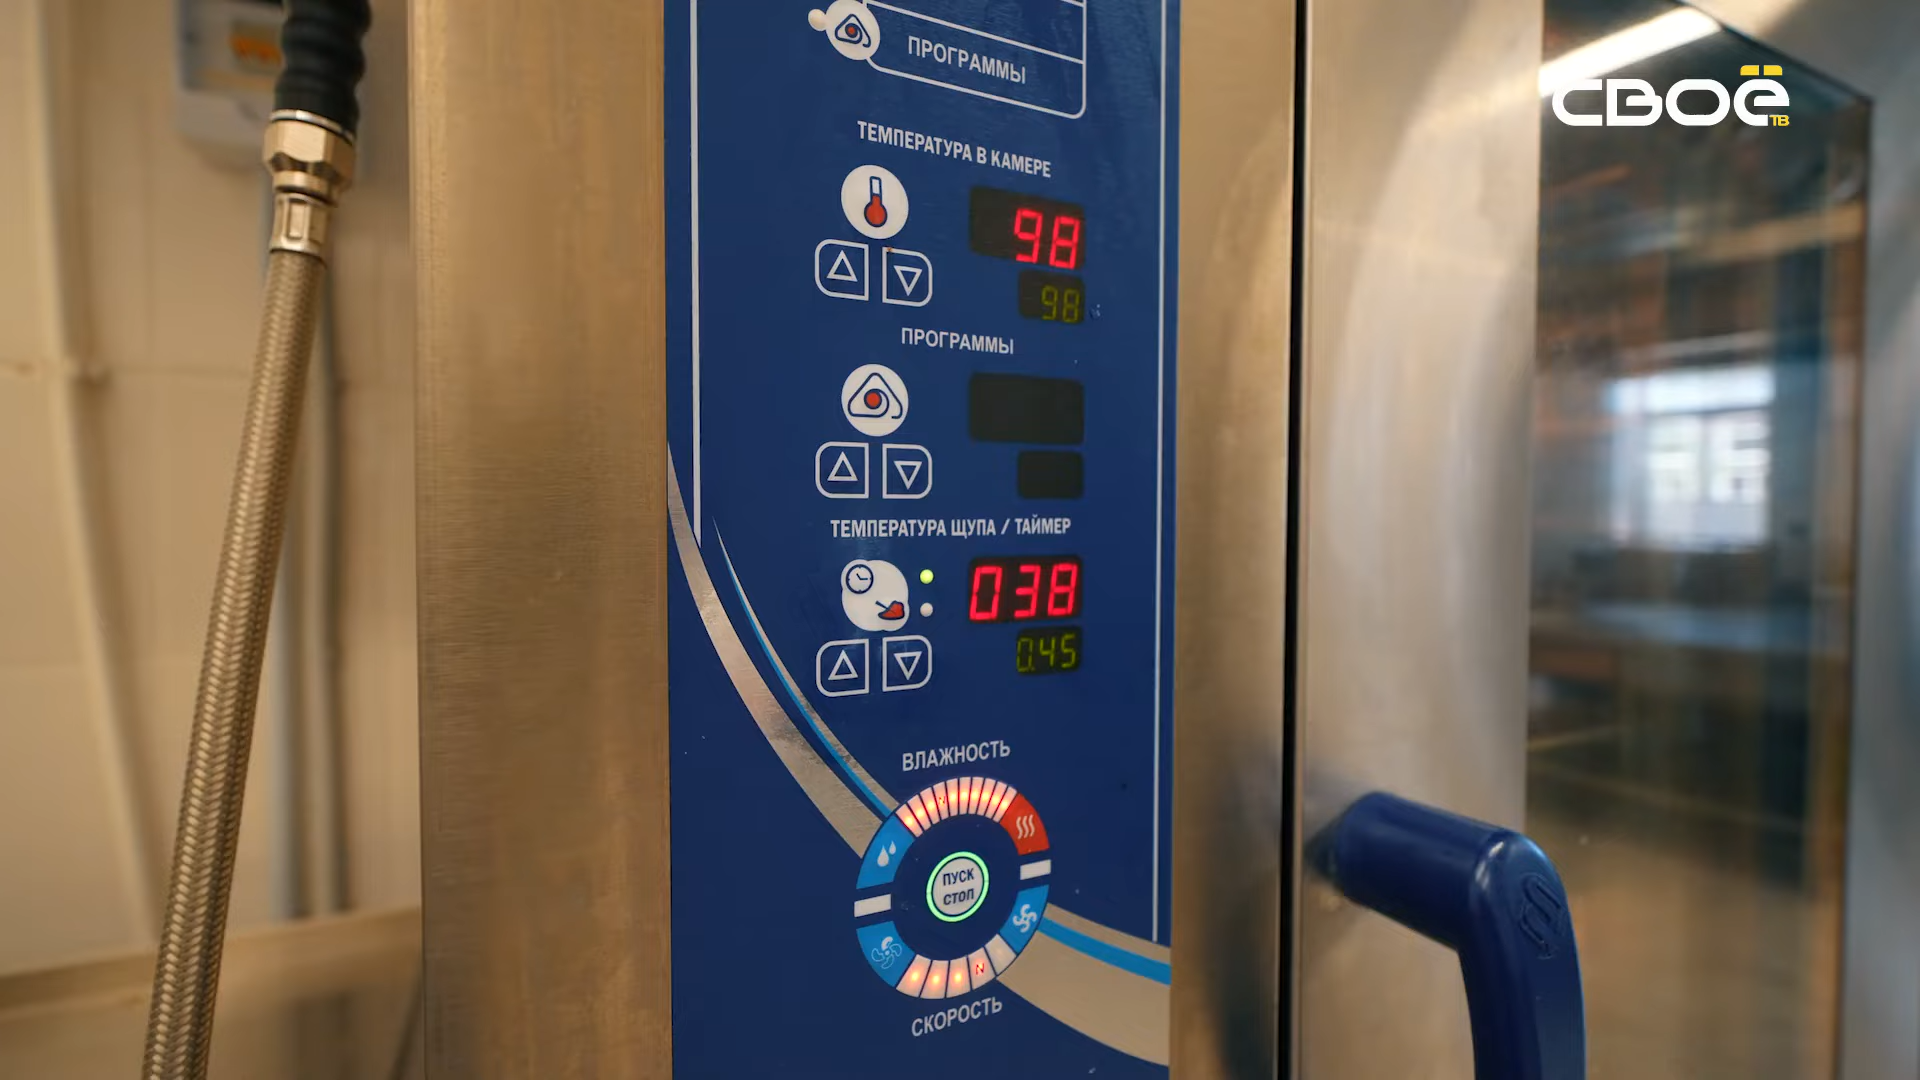 ПРОГРАММЫ
СВОЁ
ТВ
ТЕМПЕРАТУРА В КАМЕРЕ
98
98
ПРОГРАММЫ
ТЕМПЕРАТУРА ЩУПА / ТАЙМЕР
038
0.45
ВЛАЖНОСТЬ
ПУСК
СТОП
СКОРОСТЬ